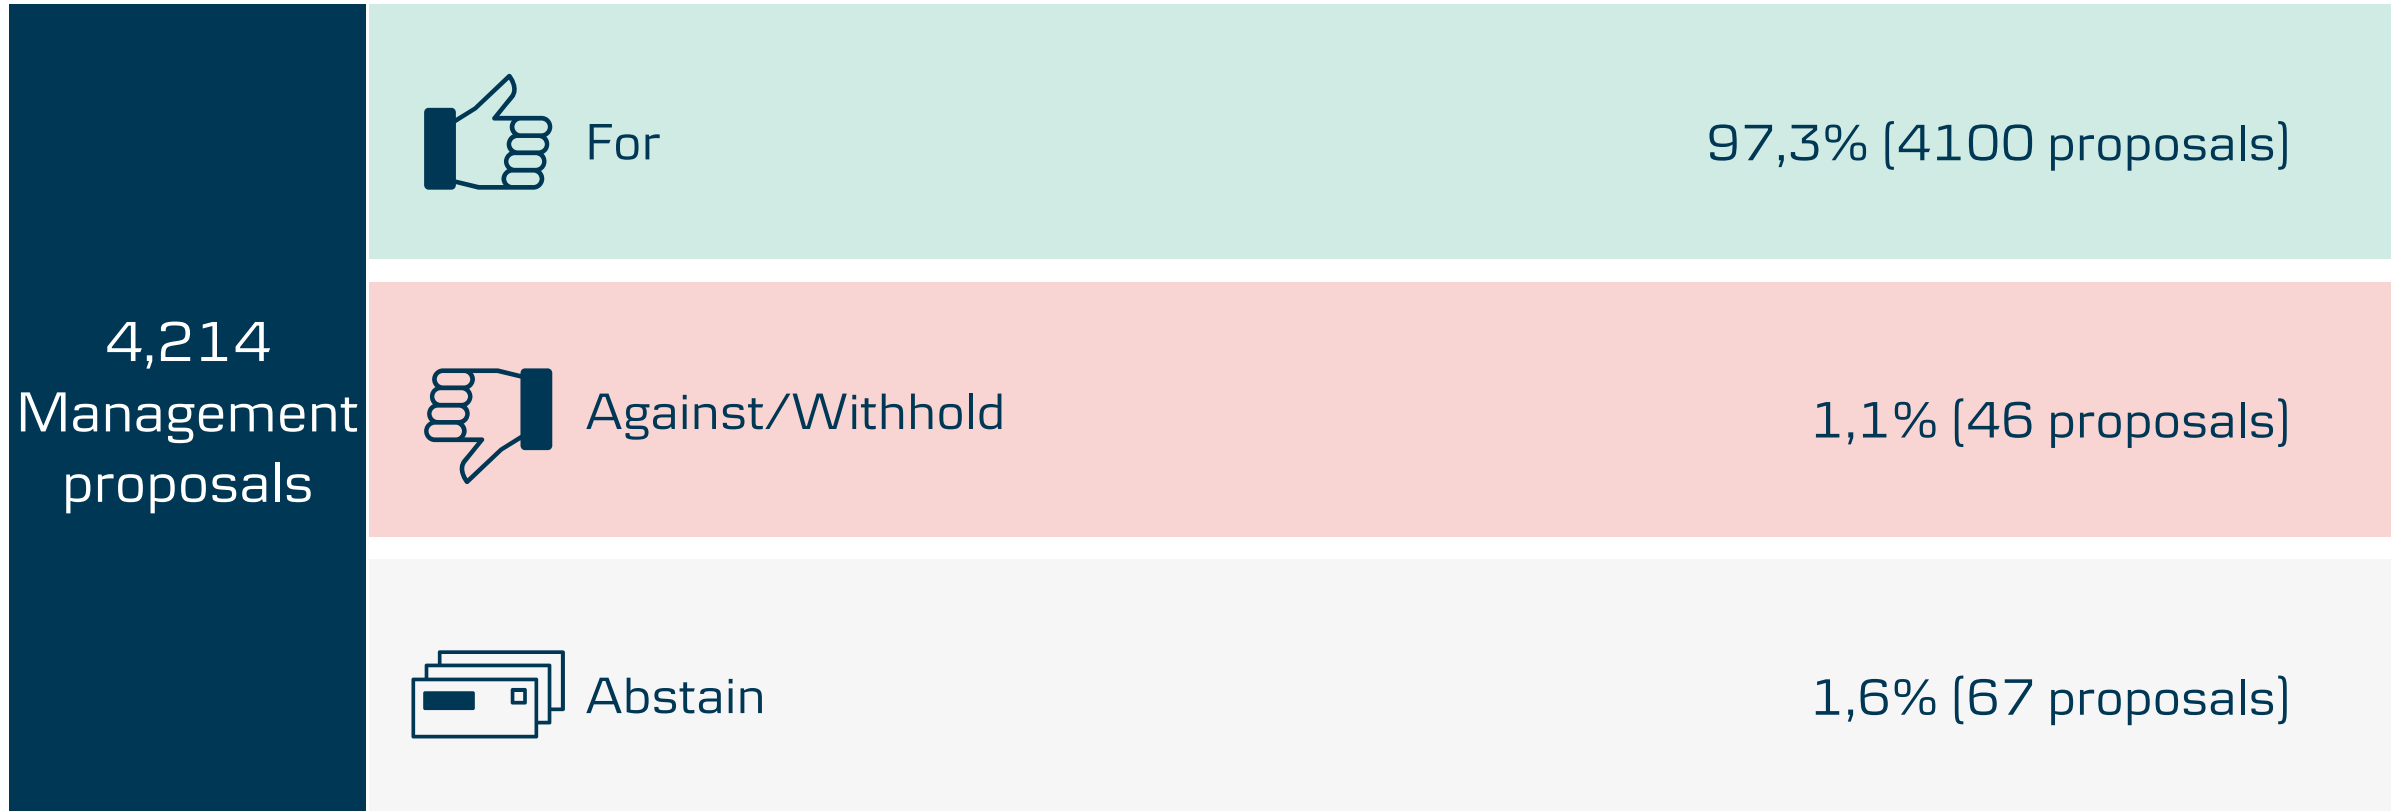 4,214
Management
proposals
For
97,3% (4100 proposals)
Against/Withhold
1,1% (46 proposals)
Abstain
1,6% (67 proposals)